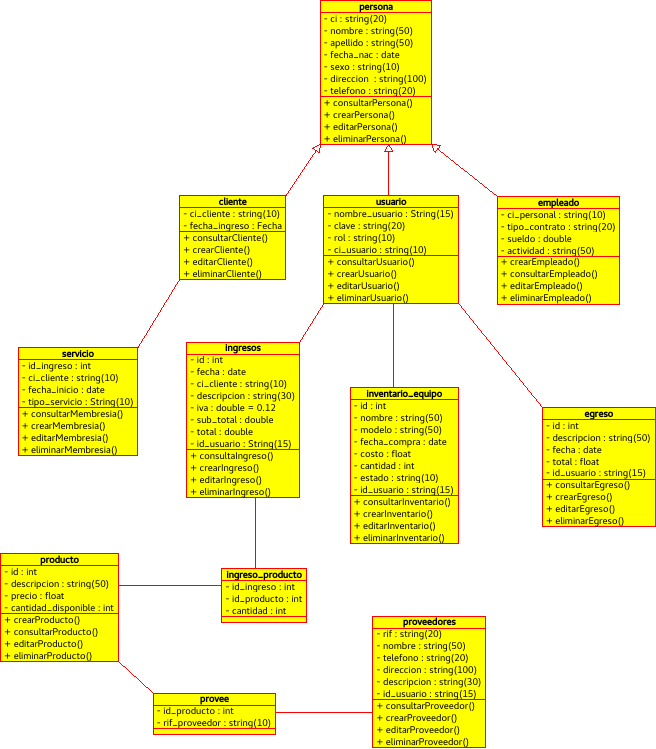 persona
- ci : string(20)
- nombre : string(50)
- apellido : string(50)
- fecha_nac : date
- sexo : string(10)
- direccion : string(100)
- telefono : string(20)
+ consultarPersona()
+ crearPersona()
+ editarPersona()
+ eliminarPersona()
cliente
- ci_cliente : string(10)
- fecha_ingreso : Fecha
+ consultarCliente()
+ crearCliente()
+ editarCliente()
+ eliminarCliente()
usuario
- nombre_usuario : String(15)
- clave : string(20)
- rol : string(10)
- ci_usuario : string(10)
+ consultarUsuario()
+ crearUsuario()
+ editarUsuario()
+ eliminarUsuario()
empleado
- ci_personal : string(10)
- tipo_contrato : string(20)
- sueldo : double
- actividad : string(50)
+ crearEmpleado()
+ consultarEmpleado()
+ editarEmpleado()
+ eliminarEmpleado()
servicio
- id_ingreso : int
- ci_cliente : string(10)
- fecha_inicio : date
- tipo_servicio : String(10)
+ consultarMembresia()
+ crearMembresia()
+ editarMembresia()
+ eliminarMembresia()
ingresos
- id : int
- fecha : date
- ci_cliente : string(10)
- descripcion : string(30)
- iva : double = 0.12
- sub_total : double
- total : double
- id_usuario : String(15)
+ consultaIngreso()
+ crearIngreso()
+ editarIngreso()
+ eliminarIngreso()
inventario_equipo
- id : int
- nombre : string(50)
- modelo : string(50)
- fecha_compra : date
- costo : float
- cantidad : int
- estado : string(10)
- id_usuario : string(15)
+ consultarInventario()
+ crearInventario()
+ editarInventario()
+ eliminarInventario()
egreso
- id : int
- descripcion : string(50)
- fecha : date
- total : float
- id_usuario : string(15)
+ consultarEgreso()
+ crearEgreso()
+ editarEgreso()
+ eliminarEgreso()
producto
- id : int
- descripcion : string(50)
- precio : float
- cantidad_disponible : int
+ crearProducto()
+ consultarProducto()
+ editarProducto()
+ eliminarProducto()
ingreso_producto
- id_ingreso : int
- id_producto : int
- cantidad : int
proveedores
- rif : string(20)
- nombre : string(50)
- telefono : string(20)
- direccion : string(100)
- descripcion : string(30)
- id_usuario : string(15)
+ consultarProveedor()
+ crearProveedor()
+ editarProveedor()
+ eliminarProveedor()
provee
- id_producto : int
- rif_proveedor : string(10)